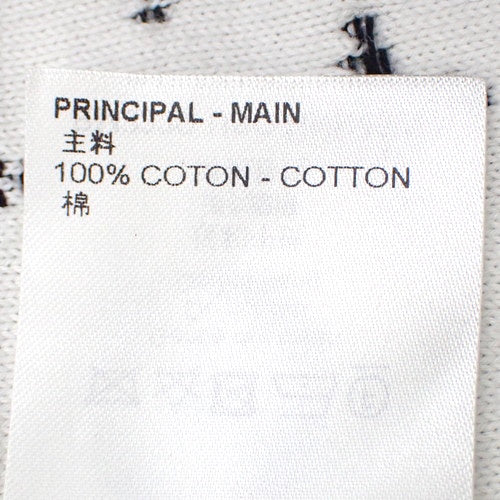 PRINCIPAL - MAIN
主料
100% COTON - COTTON
棉